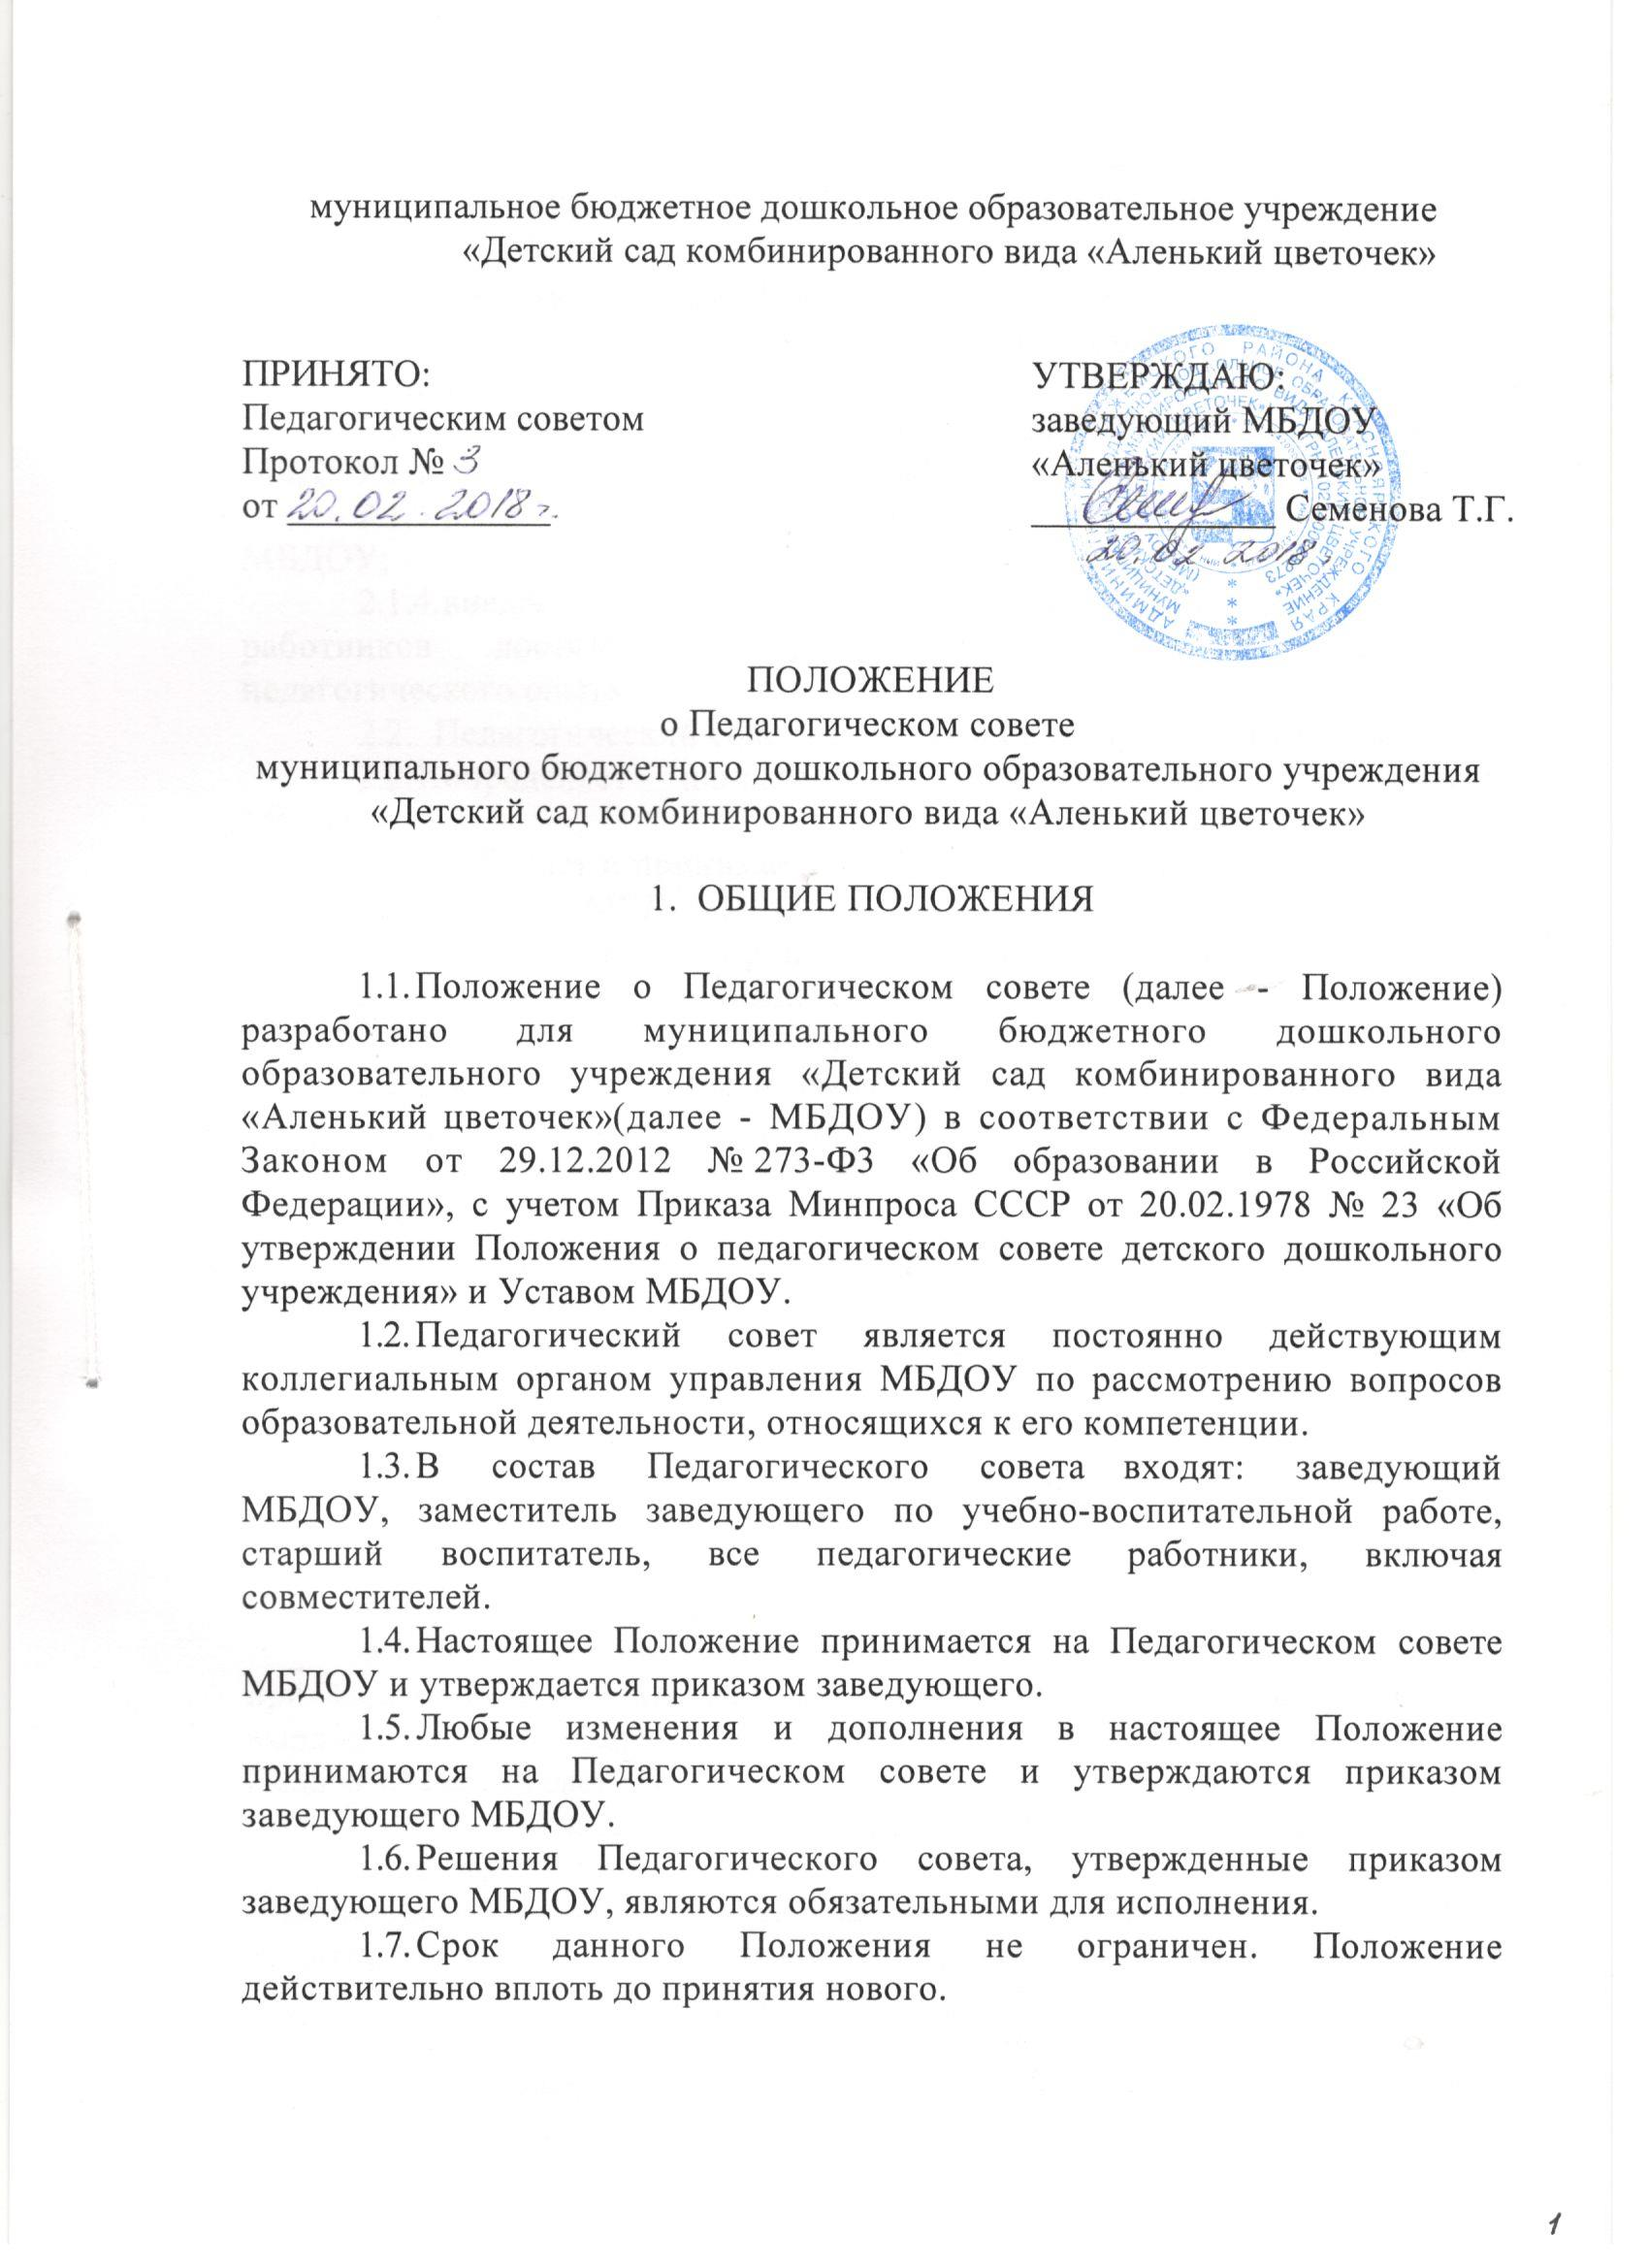 муниципальное бюджетное дошкольное образовательное учреждение
«Детский сад комбинированного вида «Аленький цветочек»
ПРИНЯТО:
Педагогическим советом
Протокол № 3
от 20.02.2018 г.
УТВЕРЖДАЮ:
заведующий МБДОУ
«Аленький цветочек»
Семенова Т.Г.
20.02 2018
ПОЛОЖЕНИЕ
о Педагогическом совете
муниципального бюджетного дошкольного образовательного учреждения
«Детский сад комбинированного вида «Аленький цветочек»
1. ОБЩИЕ ПОЛОЖЕНИЯ
1.1. Положение о Педагогическом совете (далее - Положение)
разработано для муниципального бюджетного дошкольного
образовательного учреждения «Детский сад комбинированного вида
«Аленький цветочек»(далее - МБДОУ) в соответствии с Федеральным
Законом от 29.12.2012 № 273-ФЗ «Об образовании в Российской
Федерации», с учетом Приказа Минпроса СССР от 20.02.1978 № 23 «Об
утверждении Положения о педагогическом совете детского дошкольного
учреждения» и Уставом МБДОУ.
1.2. Педагогический совет является постоянно действующим
коллегиальным органом управления МБДОУ по рассмотрению вопросов
образовательной деятельности, относящихся к его компетенции.
1.3. В состав Педагогического совета входят: заведующий
МБДОУ, заместитель заведующего по учебно-воспитательной работе,
старший воспитатель, все педагогические работники, включая
совместителей.
1.4. Настоящее Положение принимается на Педагогическом совете
МБДОУ и утверждается приказом заведующего.
1.5. Любые изменения и дополнения в настоящее Положение
принимаются на Педагогическом совете и утверждаются приказом
заведующего МБДОУ.
1.6. Решения Педагогического совета, утвержденные приказом
заведующего МБДОУ, являются обязательными для исполнения.
1.7. Срок данного Положения не ограничен. Положение
действительно вплоть до принятия нового.
1